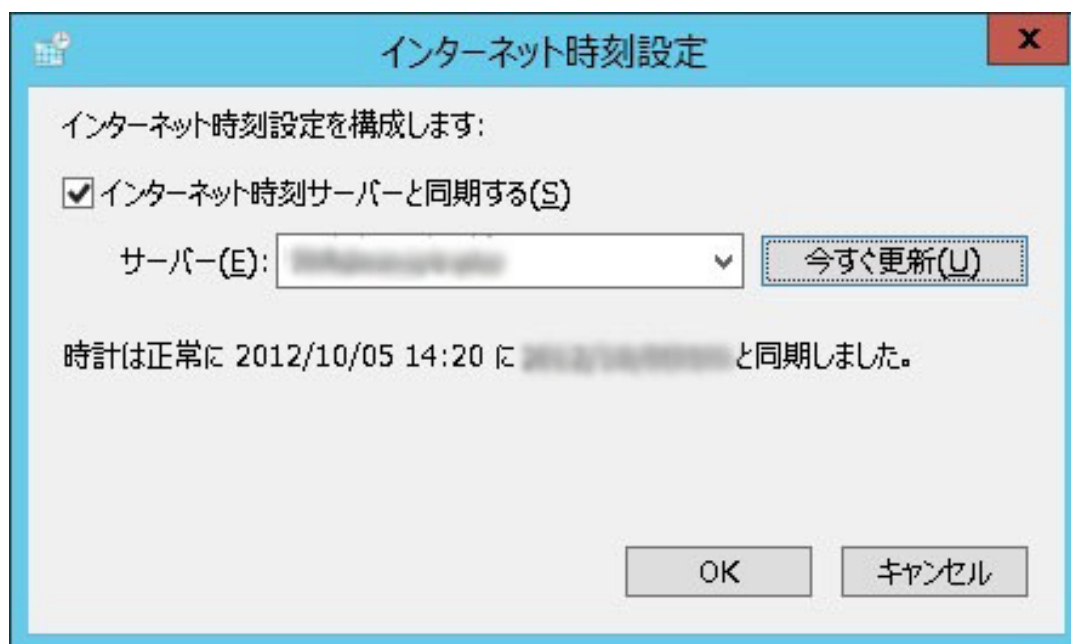 インターネット時刻設定
インターネット時刻設定を構成します:
インターネット時刻サーバーと同期する(S)
サーバー(E): 今すぐ更新(U)
時計は正常に 2012/10/05 14:20 に と同期しました。
OK キャンセル